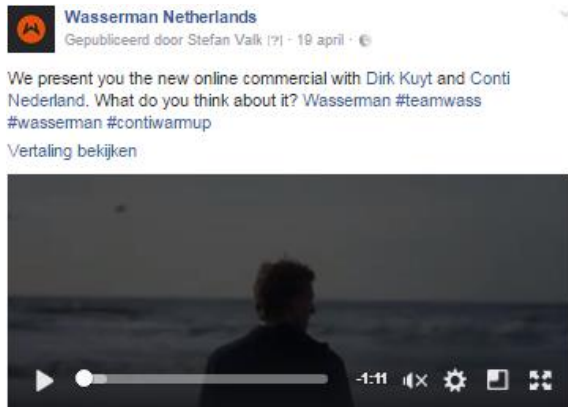 Wasserman Netherlands
Gepubliceerd door Stefan Valk [?] · 19 april ·
We present you the new online commercial with Dirk Kuyt and Conti
Nederland. What do you think about it? Wasserman #teamwass
#wasserman #contiwarmup
Vertaling bekijken
-1:11